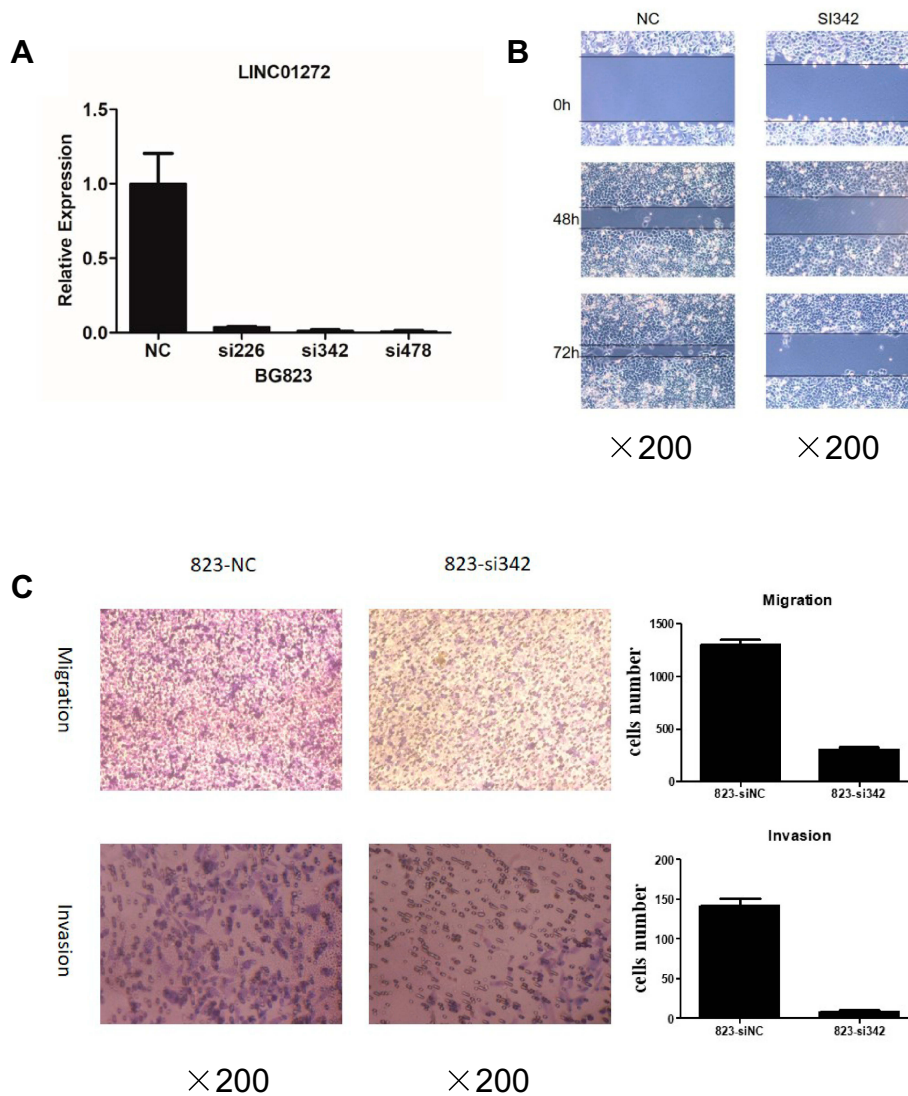 A
LINC01272
Relative Expression
1.5
1.0
0.5
0.0
NC si226 si342 si478
BG823
B
NC SI342
0h
48h
72h
×200 ×200
C
823-NC 823-si342
Migration
Invasion
×200 ×200
Migration
cells number
1500
1000
500
0
823-siNC 823-si342
Invasion
cells number
200
150
100
50
0
823-siNC 823-si342